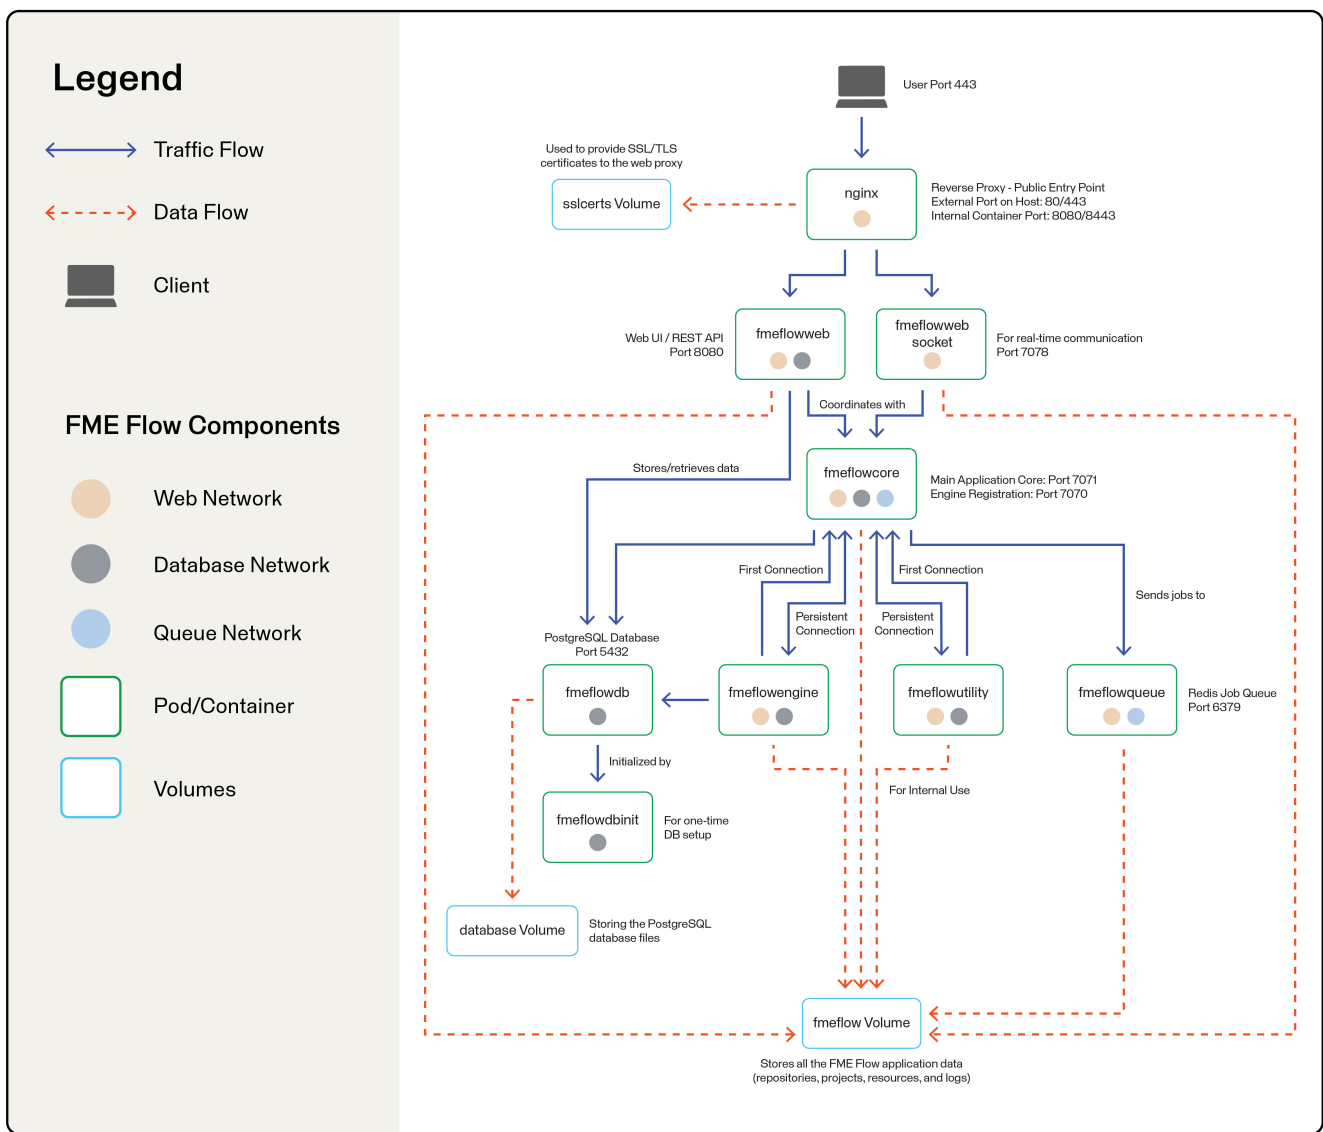 Legend
Traffic Flow
Data Flow
Client
FME Flow Components
Web Network
Database Network
Queue Network
Pod/Container
Volumes
User Port 443
Used to provide SSL/TLS
certificates to the web proxy
sslcerts Volume
nginx
Reverse Proxy - Public Entry Point
External Port on Host: 80/443
Internal Container Port: 8080/8443
Web UI / REST API
Port 8080
fmeflowweb
fmeflowweb
socket
For real-time communication
Port 7078
Coordinates with
Stores/retrieves data
fmeflowcore
Main Application Core: Port 7071
Engine Registration: Port 7070
First Connection
First Connection
Persistent
Connection
Persistent
Connection
Sends jobs to
PostgreSQL Database
Port 5432
fmeflowdb
fmeflowengine
fmeflowutility
fmeflowqueue
Redis Job Queue
Port 6379
Initialized by
For Internal Use
fmeflowdbinit
For one-time
DB setup
database Volume
Storing the PostgreSQL
database files
fmeflow Volume
Stores all the FME Flow application data
(repositories, projects, resources, and logs)